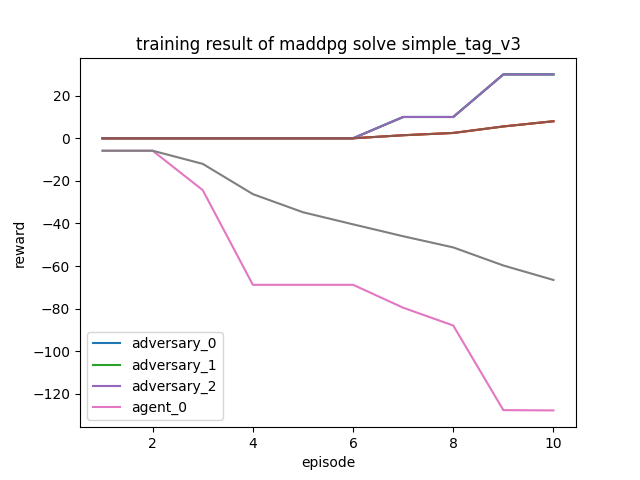 training result of maddpg solve simple_tag_v3
20
0
−20
−40
−60
−80
−100
−120
reward
adversary_0
adversary_1
adversary_2
agent_0
2 4 6 8 10
episode